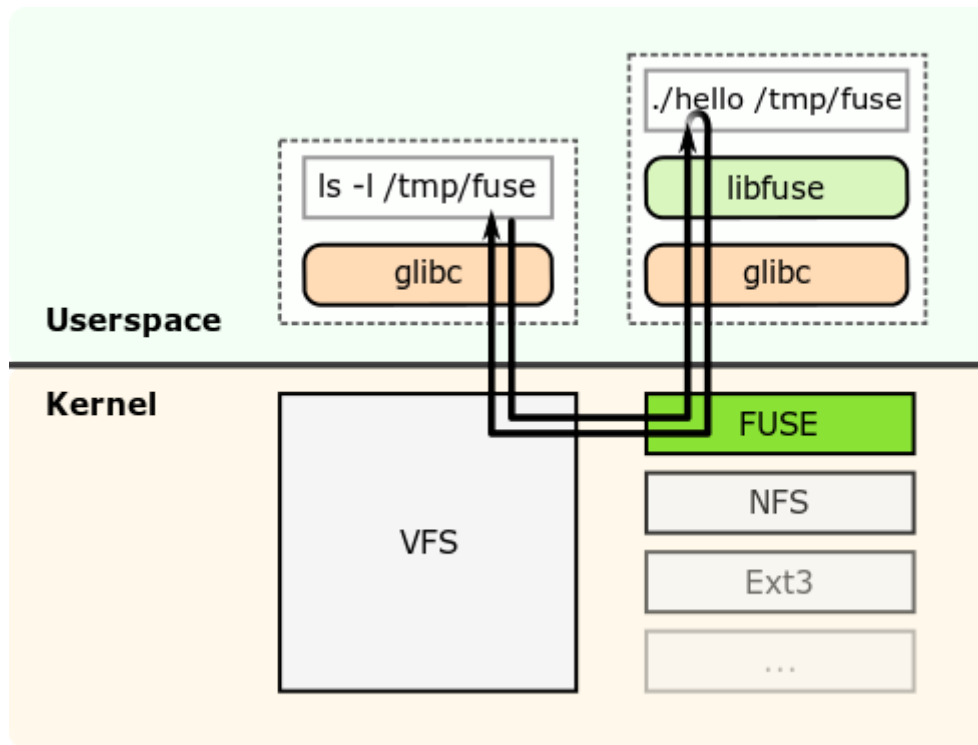 ./hello /tmp/fuse
ls -l /tmp/fuse
libfuse
glibc
glibc
Userspace
Kernel
FUSE
NFS
VFS
Ext3
...